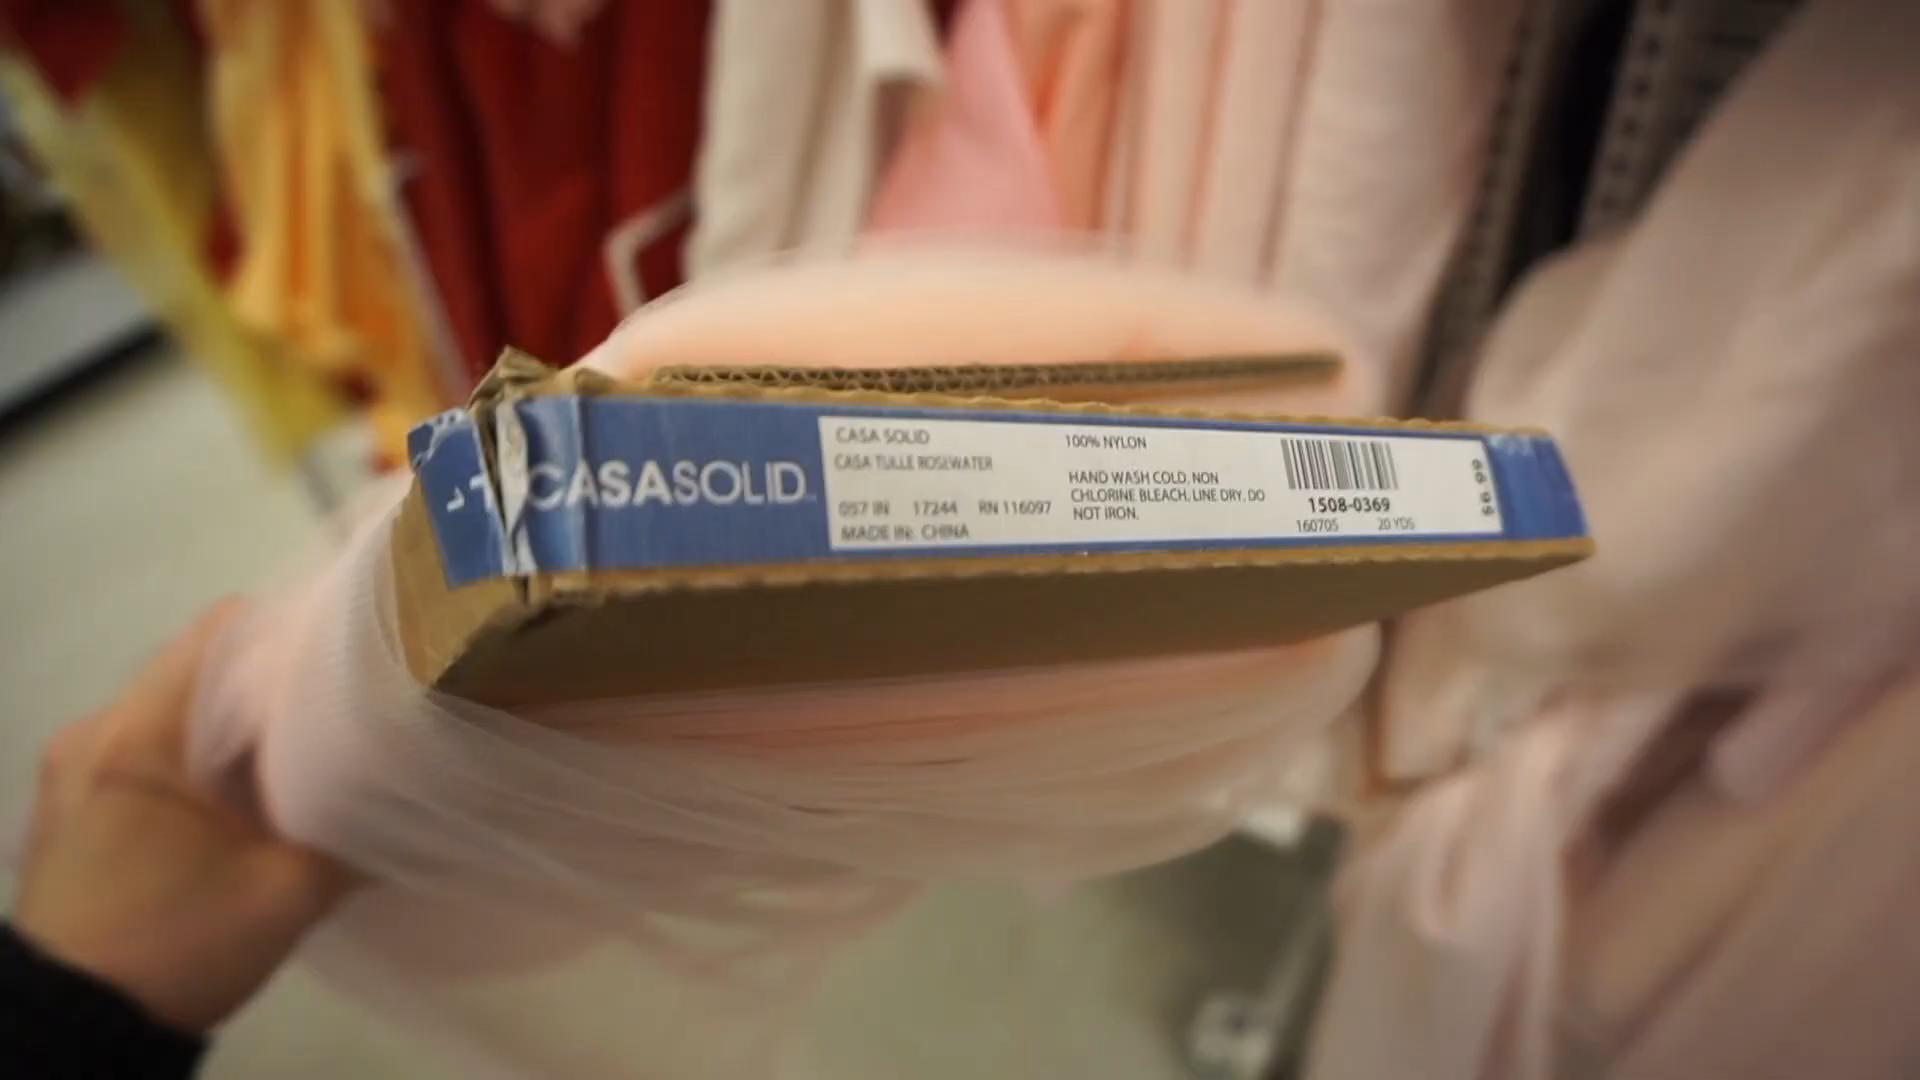 CASASOLID
CASA SOLID
CASA TULLE ROSEWATER
057 IN 17244 RN 116097
MADE IN: CHINA
100% NYLON
HAND WASH COLD, NON
CHLORINE BLEACH, LINE DRY, DO
NOT IRON.
1508-0369
160705 20 YDS